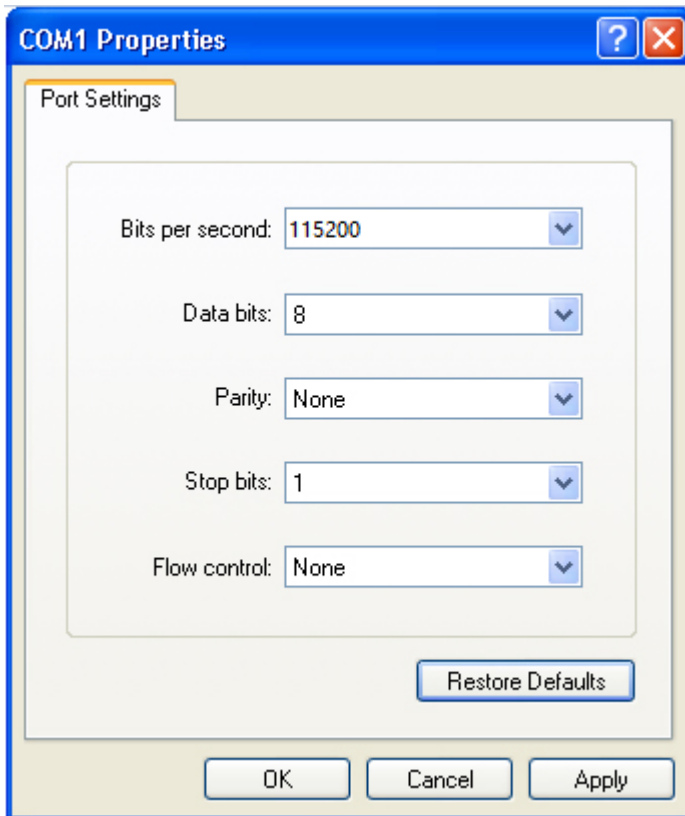 COM1 Properties
?
Port Settings
Bits per second: 115200
Data bits: 8
Parity: None
Stop bits: 1
Flow control: None
Restore Defaults
OK Cancel Apply